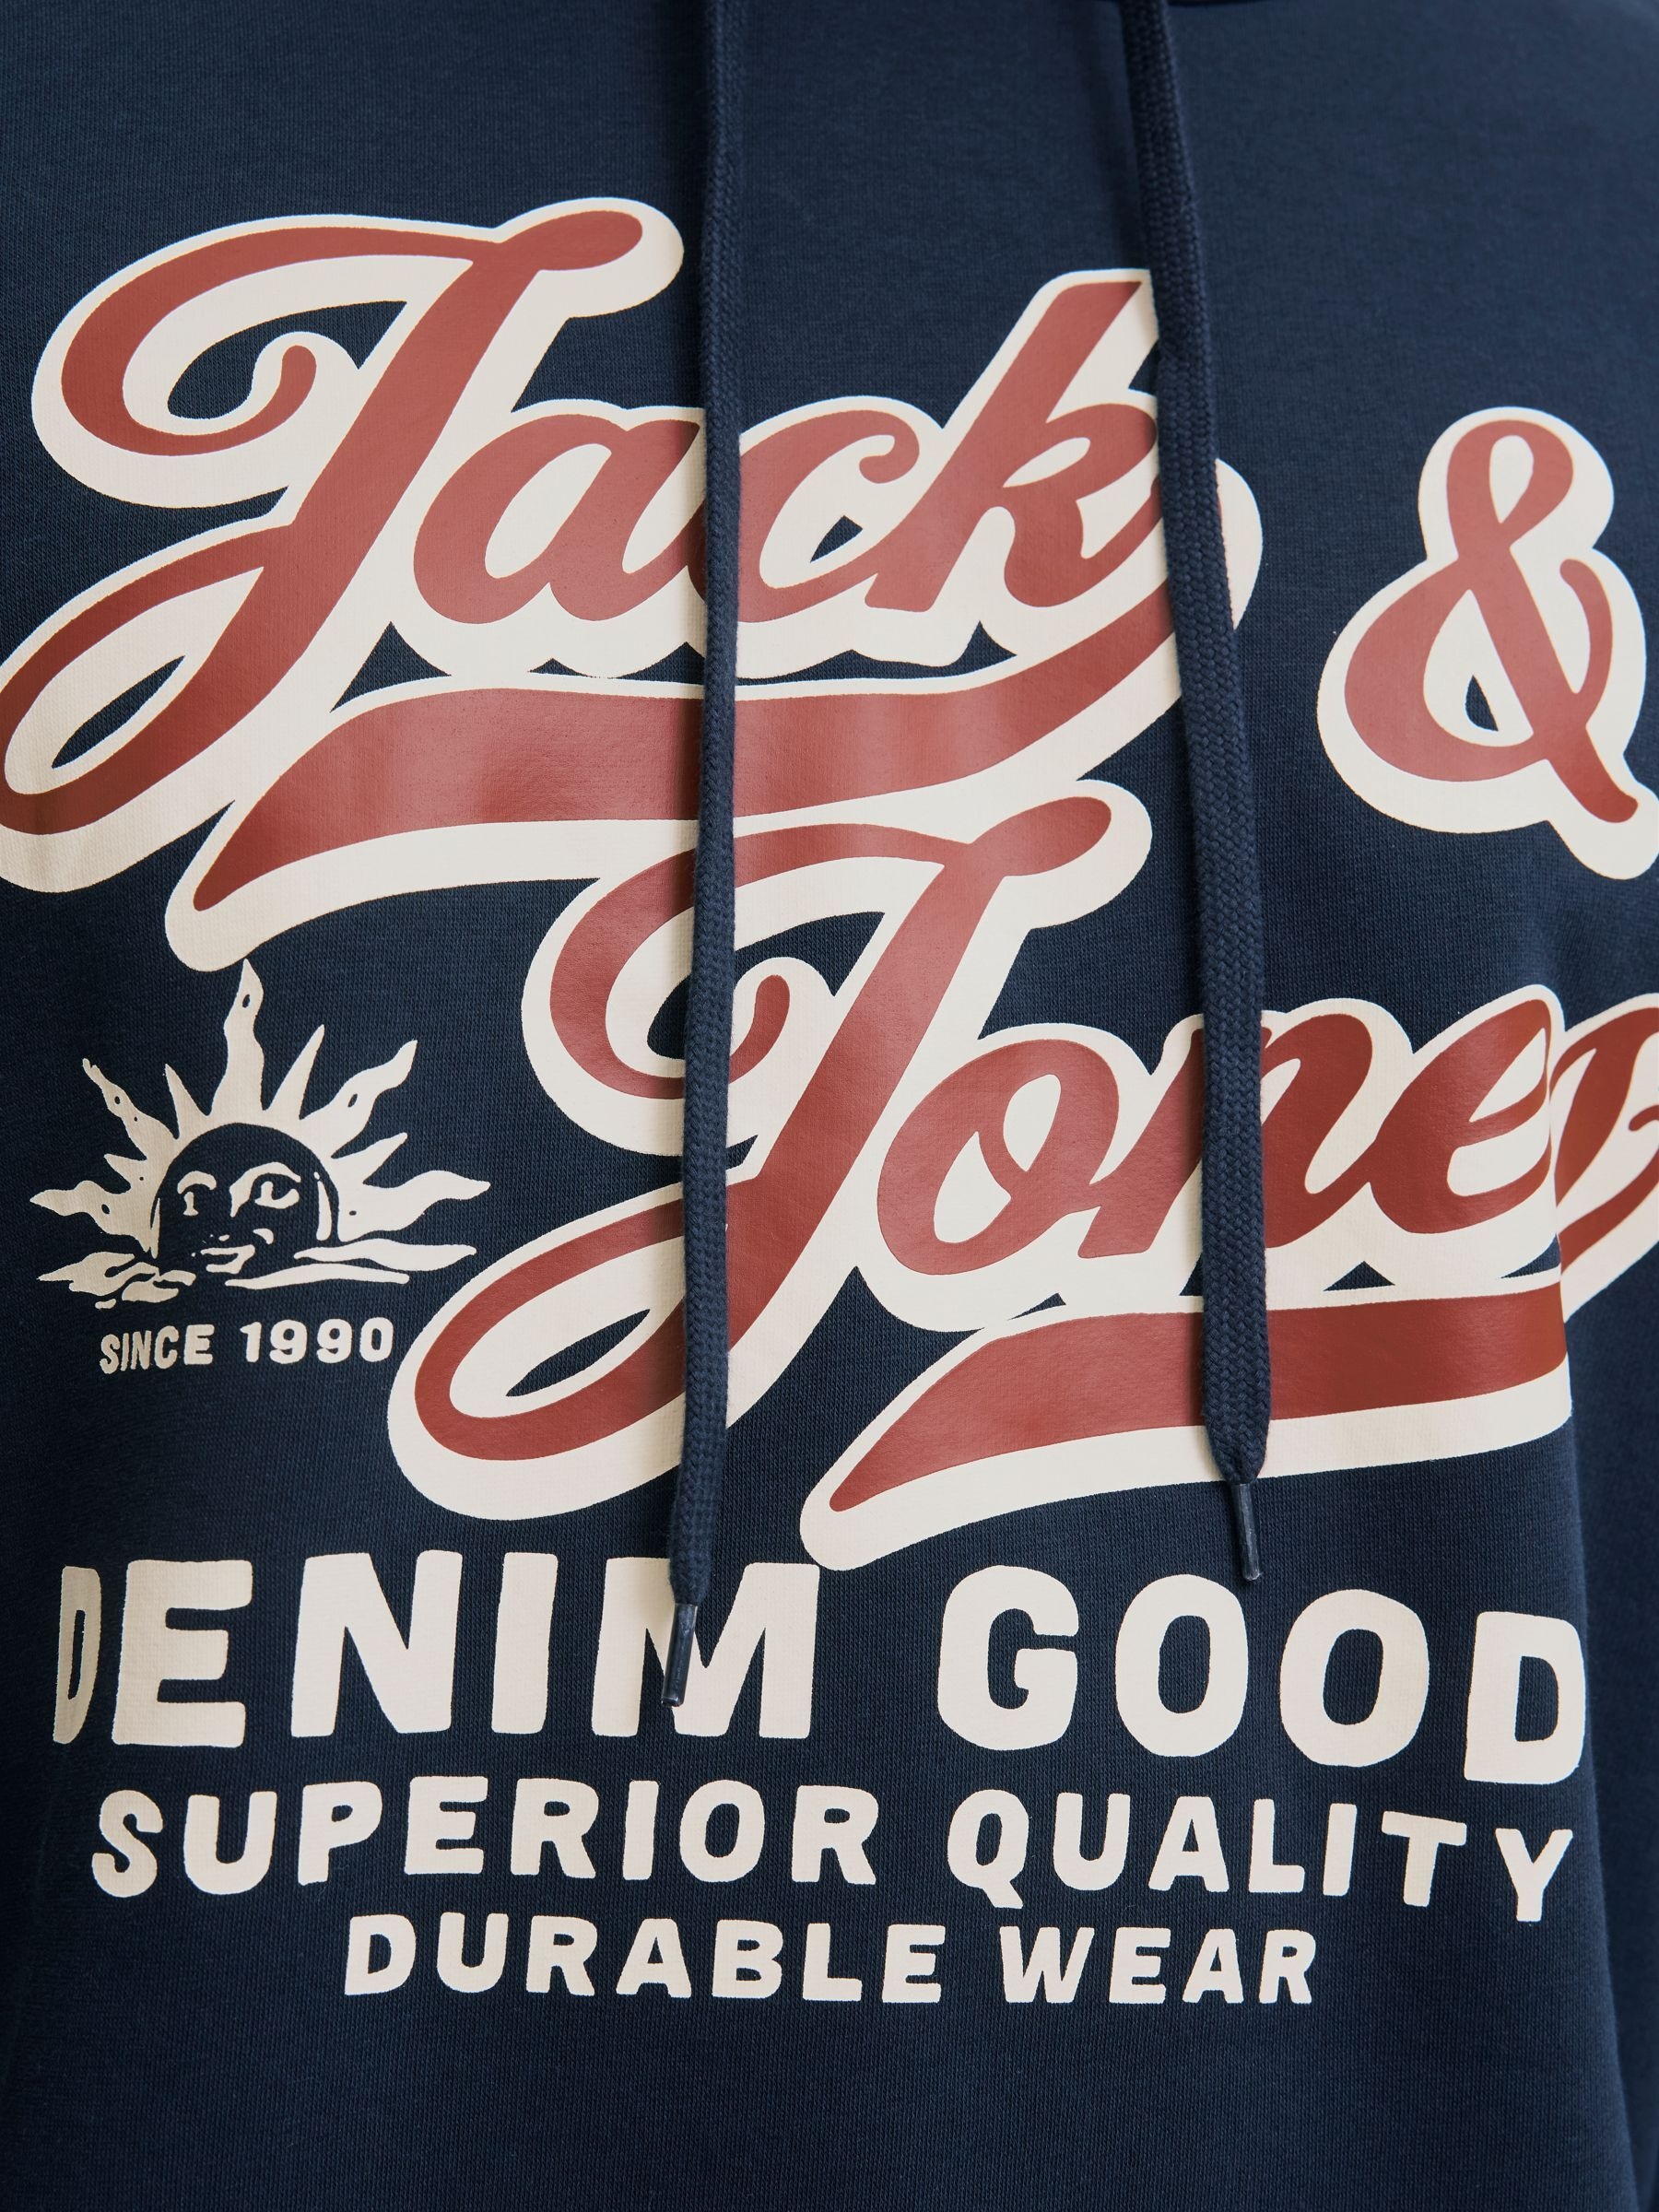 Jack &
Jones
SINCE 1990
DENIM GOOD
SUPERIOR QUALITY
DURABLE WEAR